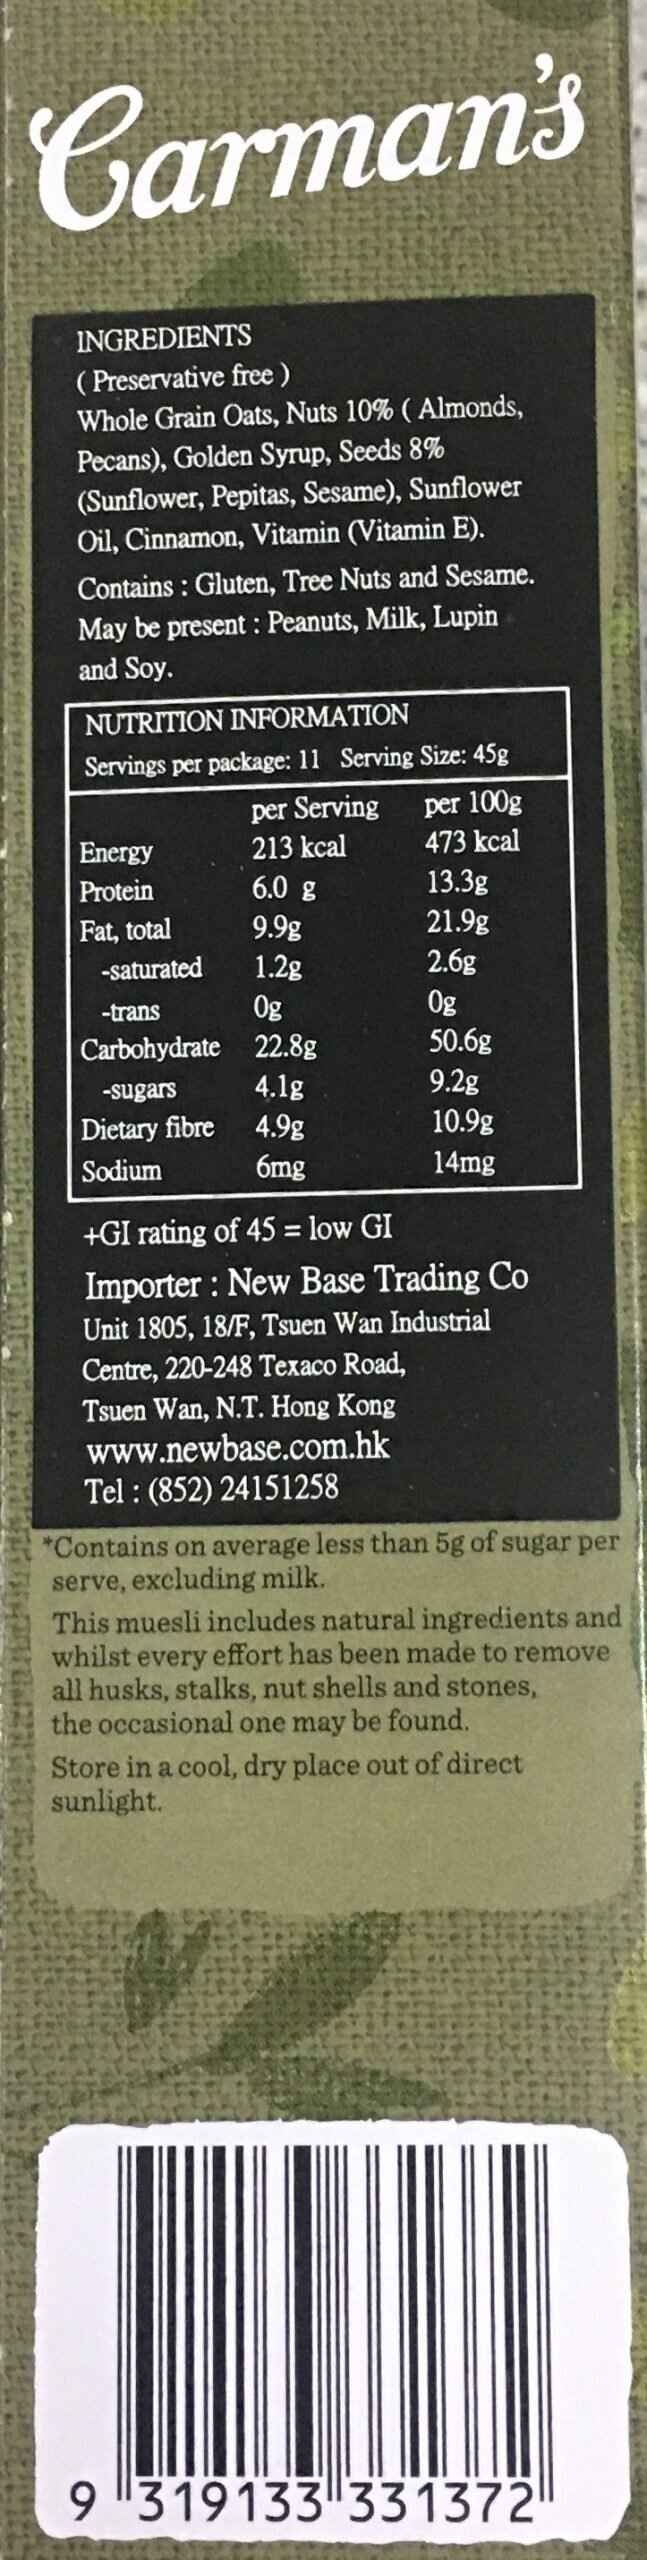 Carman's
INGREDIENTS
( Preservative free )
Whole Grain Oats, Nuts 10% ( Almonds,
Pecans), Golden Syrup, Seeds 8%
(Sunflower, Pepitas, Sesame), Sunflower
Oil, Cinnamon, Vitamin (Vitamin E).
Contains : Gluten, Tree Nuts and Sesame.
May be present : Peanuts, Milk, Lupin
and Soy.
NUTRITION INFORMATION
Servings per package: 11 Serving Size: 45g
per Serving per 100g
Energy 213 kcal 473 kcal
Protein 6.0 g 13.3g
Fat, total 9.9g 21.9g
-saturated 1.2g 2.6g
-trans 0g 0g
Carbohydrate 22.8g 50.6g
-sugars 4.1g 9.2g
Dietary fibre 4.9g 10.9g
Sodium 6mg 14mg
+GI rating of 45 = low GI
Importer : New Base Trading Co
Unit 1805, 18/F, Tsuen Wan Industrial
Centre, 220-248 Texaco Road,
Tsuen Wan, N.T. Hong Kong
www.newbase.com.hk
Tel : (852) 24151258
*Contains on average less than 5g of sugar per
serve, excluding milk.
This muesli includes natural ingredients and
whilst every effort has been made to remove
all husks, stalks, nut shells and stones,
the occasional one may be found.
Store in a cool, dry place out of direct
sunlight.
9 319133 331372